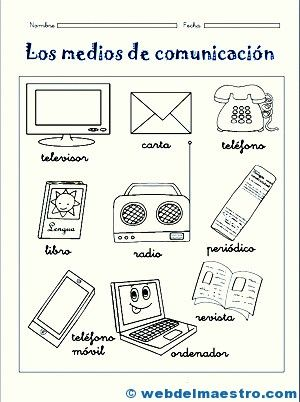 Nombre Fecha
Los medios de comunicación
televisor carta teléfono
Lengua
libro radio periódico
revista
teléfono
móvil
ordenador
© webdelmaestro.com